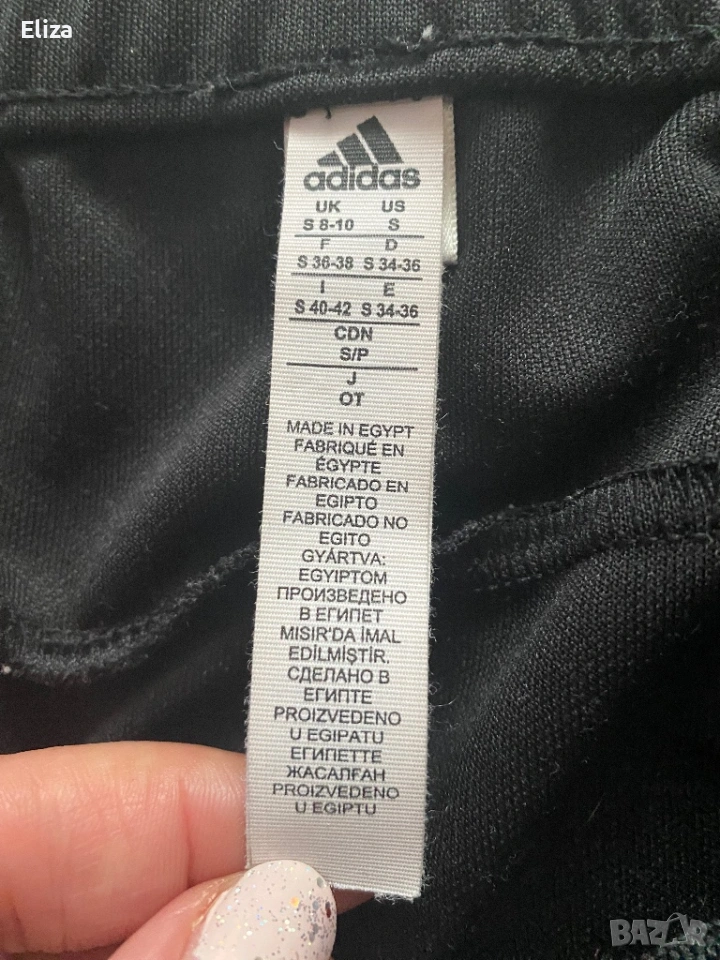 Eliza
adidas
UK US
S 8-10 S
F D
S 36-38 S 34-36
I E
S 40-42 S 34-36
CDN
S/P
J
OT
MADE IN EGYPT
FABRIQUÉ EN
ÉGYPTE
FABRICADO EN
EGIPTO
FABRICADO NO
EGITO
GYÁRTVA:
EGYIPTOM
ПРОИЗВЕДЕНО
В ЕГИПЕТ
MISIR'DA İMAL
EDİLMİŞTİR.
СДЕЛАНО В
ЕГИПТЕ
PROIZVEDENO
U EGIPATU
ЕГИПЕТТЕ
ЖАСАЛҒАН
PROIZVEDENO
U EGIPTU
BAZAR